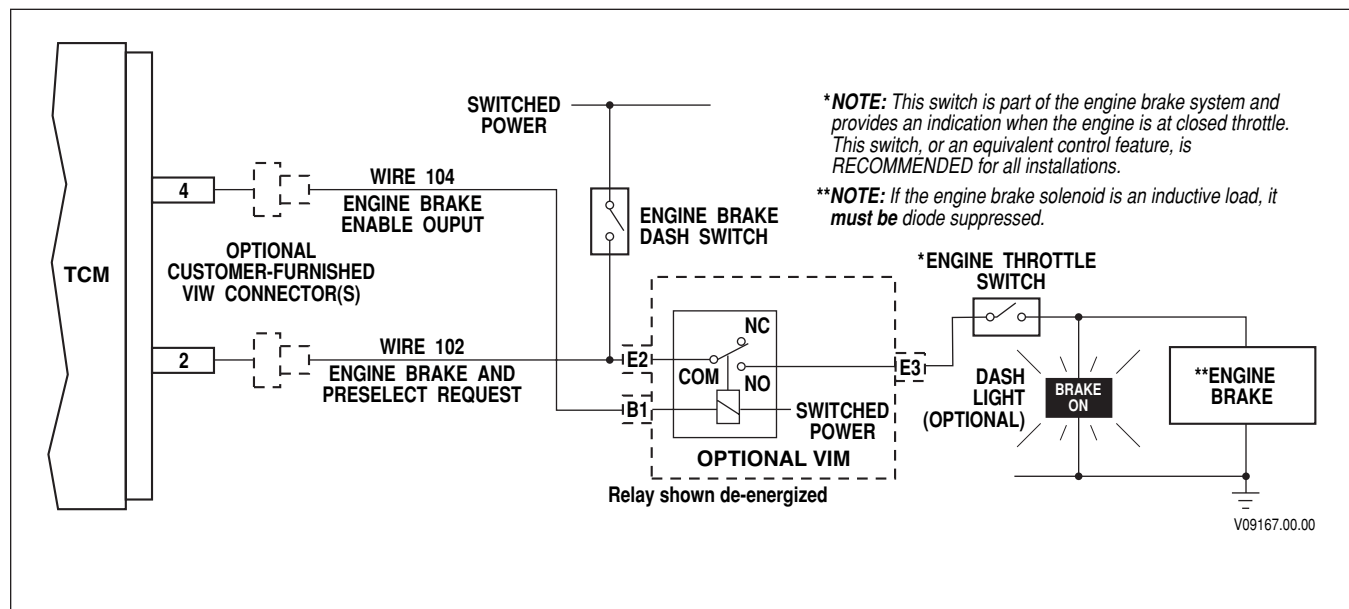 SWITCHED
POWER
*NOTE: This switch is part of the engine brake system and
provides an indication when the engine is at closed throttle.
This switch, or an equivalent control feature, is
RECOMMENDED for all installations.
**NOTE: If the engine brake solenoid is an inductive load, it
must be diode suppressed.
TCM
4
WIRE 104
ENGINE BRAKE
ENABLE OUPUT
ENGINE BRAKE
DASH SWITCH
OPTIONAL
CUSTOMER-FURNISHED
VIW CONNECTOR(S)
*ENGINE THROTTLE
SWITCH
2
WIRE 102
ENGINE BRAKE AND
PRESELECT REQUEST
E2
COM
NC
NO
B1
SWITCHED
POWER
OPTIONAL VIM
E3
Relay shown de-energized
DASH
LIGHT
(OPTIONAL)
BRAKE
ON
**ENGINE
BRAKE
V09167.00.00